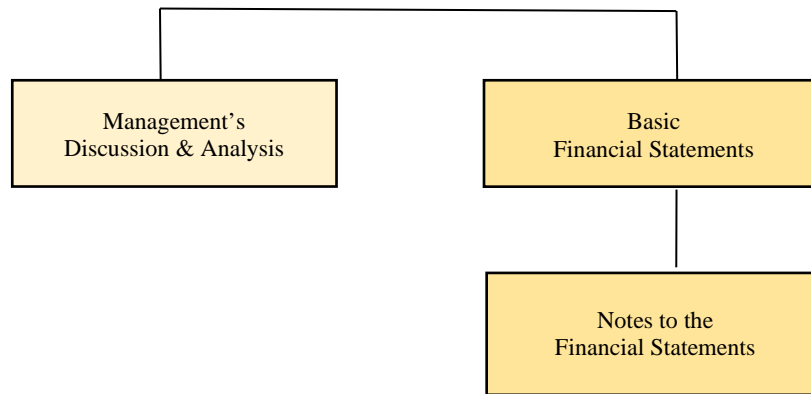 Management’s
Discussion & Analysis
Basic
Financial Statements
Notes to the
Financial Statements